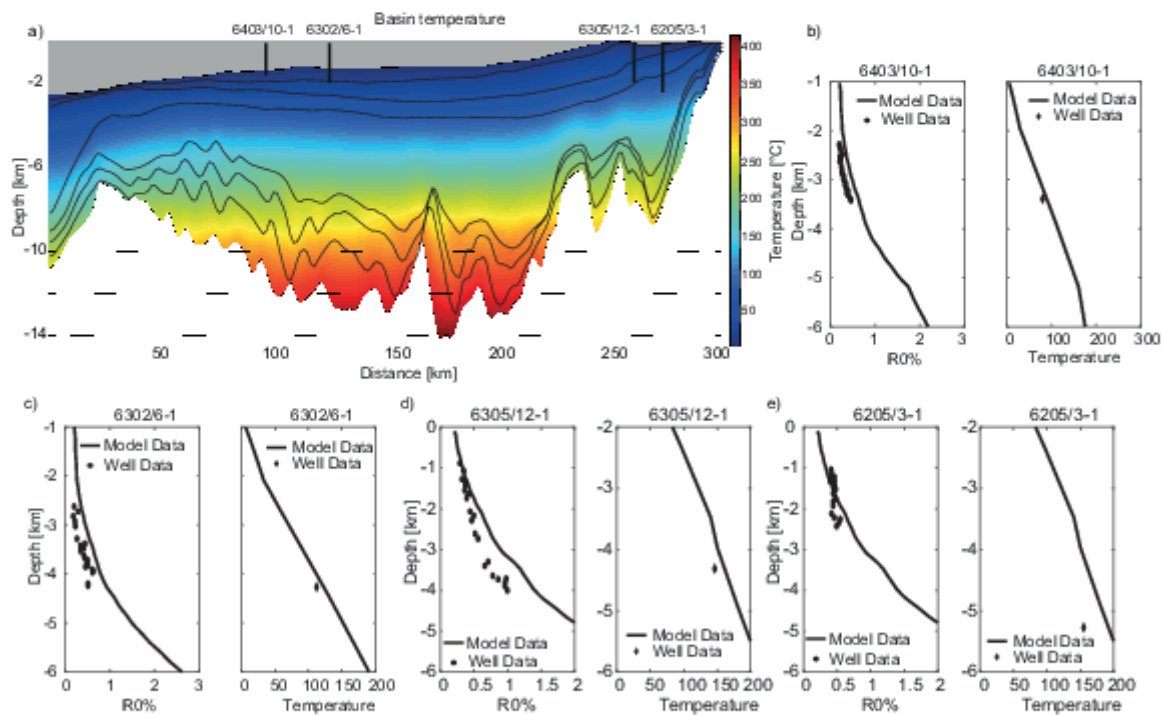 a)
Basin temperature
6403/10-1 6302/6-1 6305/12-1 6205/3-1
-2
-6
-10
-14
Depth [km]
50 100 150 200 250 300
Distance [km]
400
350
300
250
200
150
100
50
Temperature [°C]
b)
6403/10-1
Model Data
Well Data
-1
-2
-3
-4
-5
-6
Depth [km]
0 1 2 3
R0%
6403/10-1
Model Data
Well Data
0 100 200 300
Temperature
c)
6302/6-1
Model Data
Well Data
-1
-2
-3
-4
-5
-6
Depth [km]
0 1 2 3
R0%
6302/6-1
Model Data
Well Data
0 50 100 150 200
Temperature
d)
6305/12-1
0
-1
-2
-3
-4
-5
-6
Depth [km]
Model Data
Well Data
0 0.5 1 1.5 2
R0%
6305/12-1
-2
-3
-4
-5
-6
Model Data
Well Data
0 50 100 150 200
Temperature
e)
6205/3-1
0
-1
-2
-3
-4
-5
-6
Depth [km]
Model Data
Well Data
0 0.5 1 1.5 2
R0%
6205/3-1
-2
-3
-4
-5
-6
Model Data
Well Data
0 50 100 150 200
Temperature